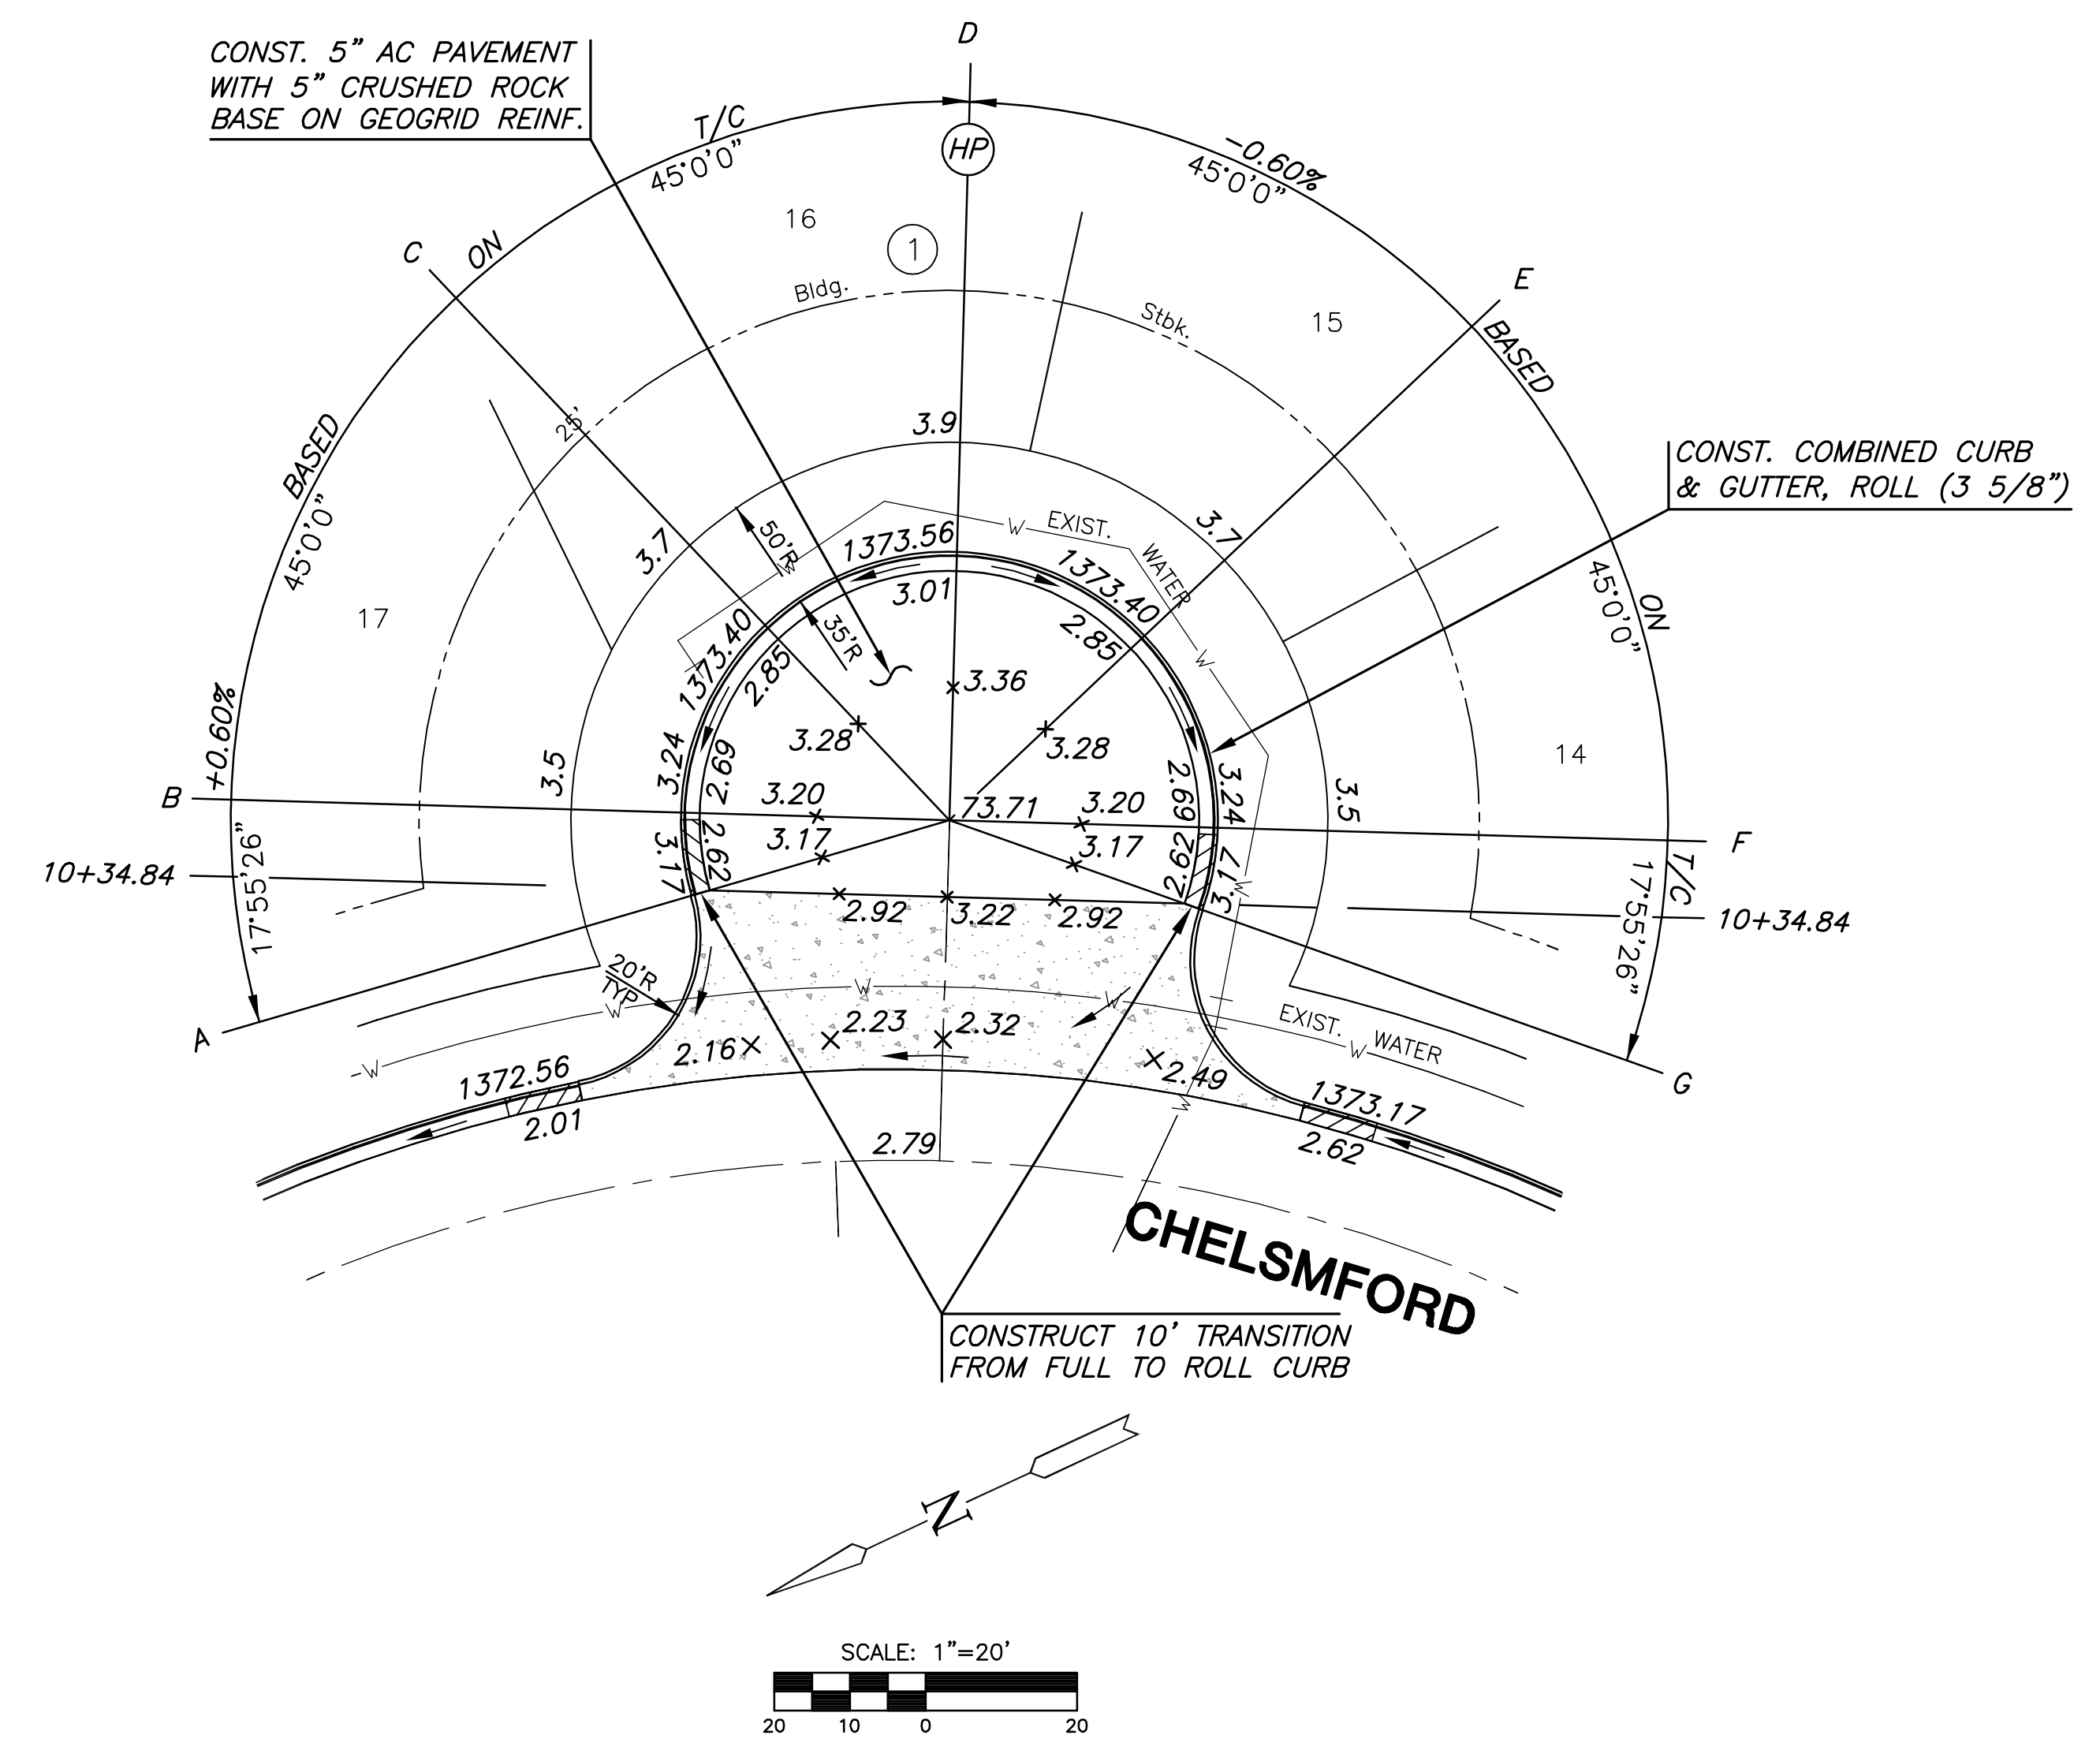 D
CONST. 5" AC PAVEMENT
WITH 5" CRUSHED ROCK
BASE ON GEOGRID REINF.
T/C
45°0'0"
HP
-0.60%
45°0'0"
16
1
C
ON
E
Bldg.
Stbk.
15
BASED
25'
BASED
3.9
CONST. COMBINED CURB
& GUTTER, ROLL (3 5/8")
45°0'0"
3.7
50'R
W
1373.56
W
EXIST.
WATER
3.7
ON
45°0'0"
17
1373.40
35'R
3.01
1373.40
2.85
2.85
W
3.36
+0.60%
3.28
3.28
14
B
3.5
3.24
2.69
3.20
73.71
3.20
2.69
3.24
3.5
F
17°55'26"
3.17
2.62
3.17
3.17
2.62
3.17
W
T/C
17°55'26"
10+34.84
2.92
3.22
2.92
10+34.84
20'R
TYP
W
W
W
A
W
2.16
2.23
2.32
2.49
EXIST.
W
WATER
G
1372.56
2.01
W
1373.17
2.62
2.79
CHELSMFORD
CONSTRUCT 10' TRANSITION
FROM FULL TO ROLL CURB
N
SCALE: 1"=20'
20 10 0 20